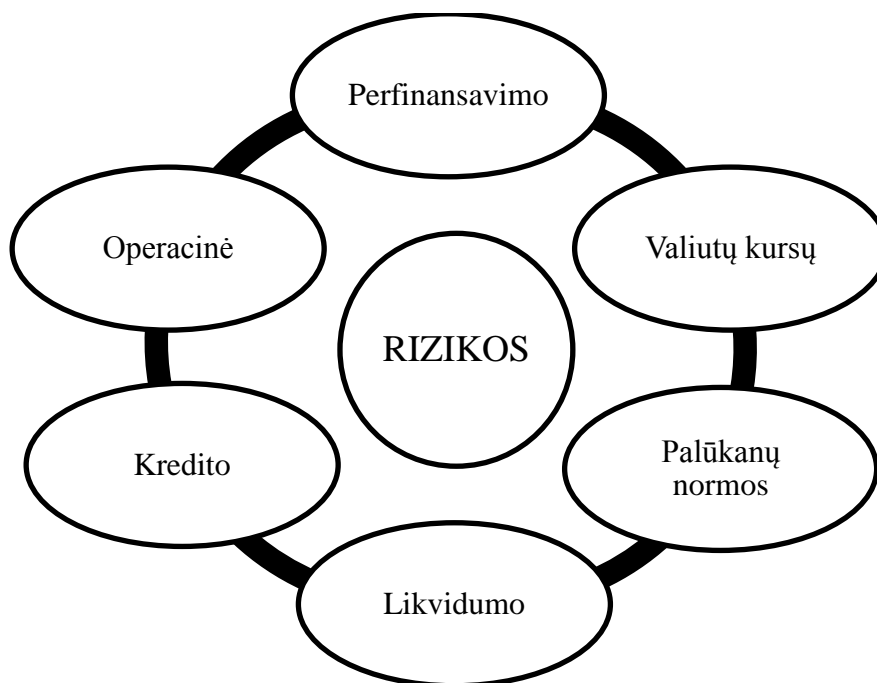 Perfinansavimo
Operacinė
Valiutų kursų
RIZIKOS
Kredito
Palūkanų
normos
Likvidumo